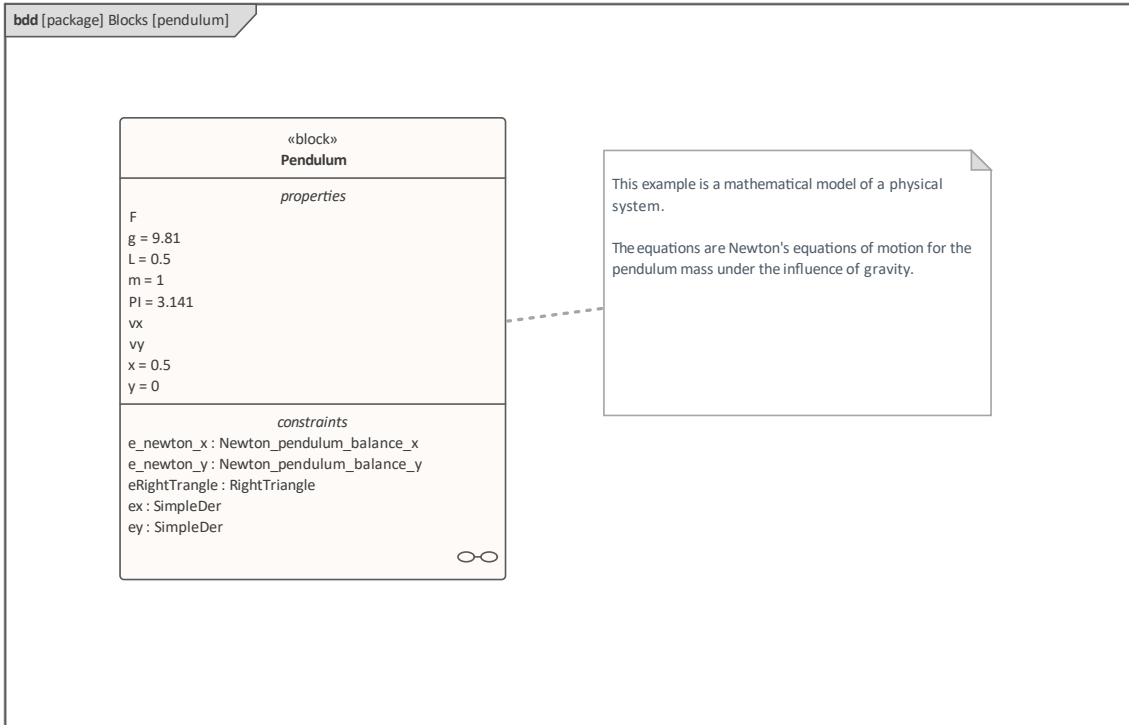 bdd [package] Blocks [pendulum]
«block»
Pendulum
properties
F
g = 9.81
L = 0.5
m = 1
PI = 3.141
vx
vy
x = 0.5
y = 0
constraints
e_newton_x : Newton_pendulum_balance_x
e_newton_y : Newton_pendulum_balance_y
eRightTrangle : RightTriangle
ex : SimpleDer
ey : SimpleDer
This example is a mathematical model of a physical
system.
The equations are Newton's equations of motion for the
pendulum mass under the influence of gravity.